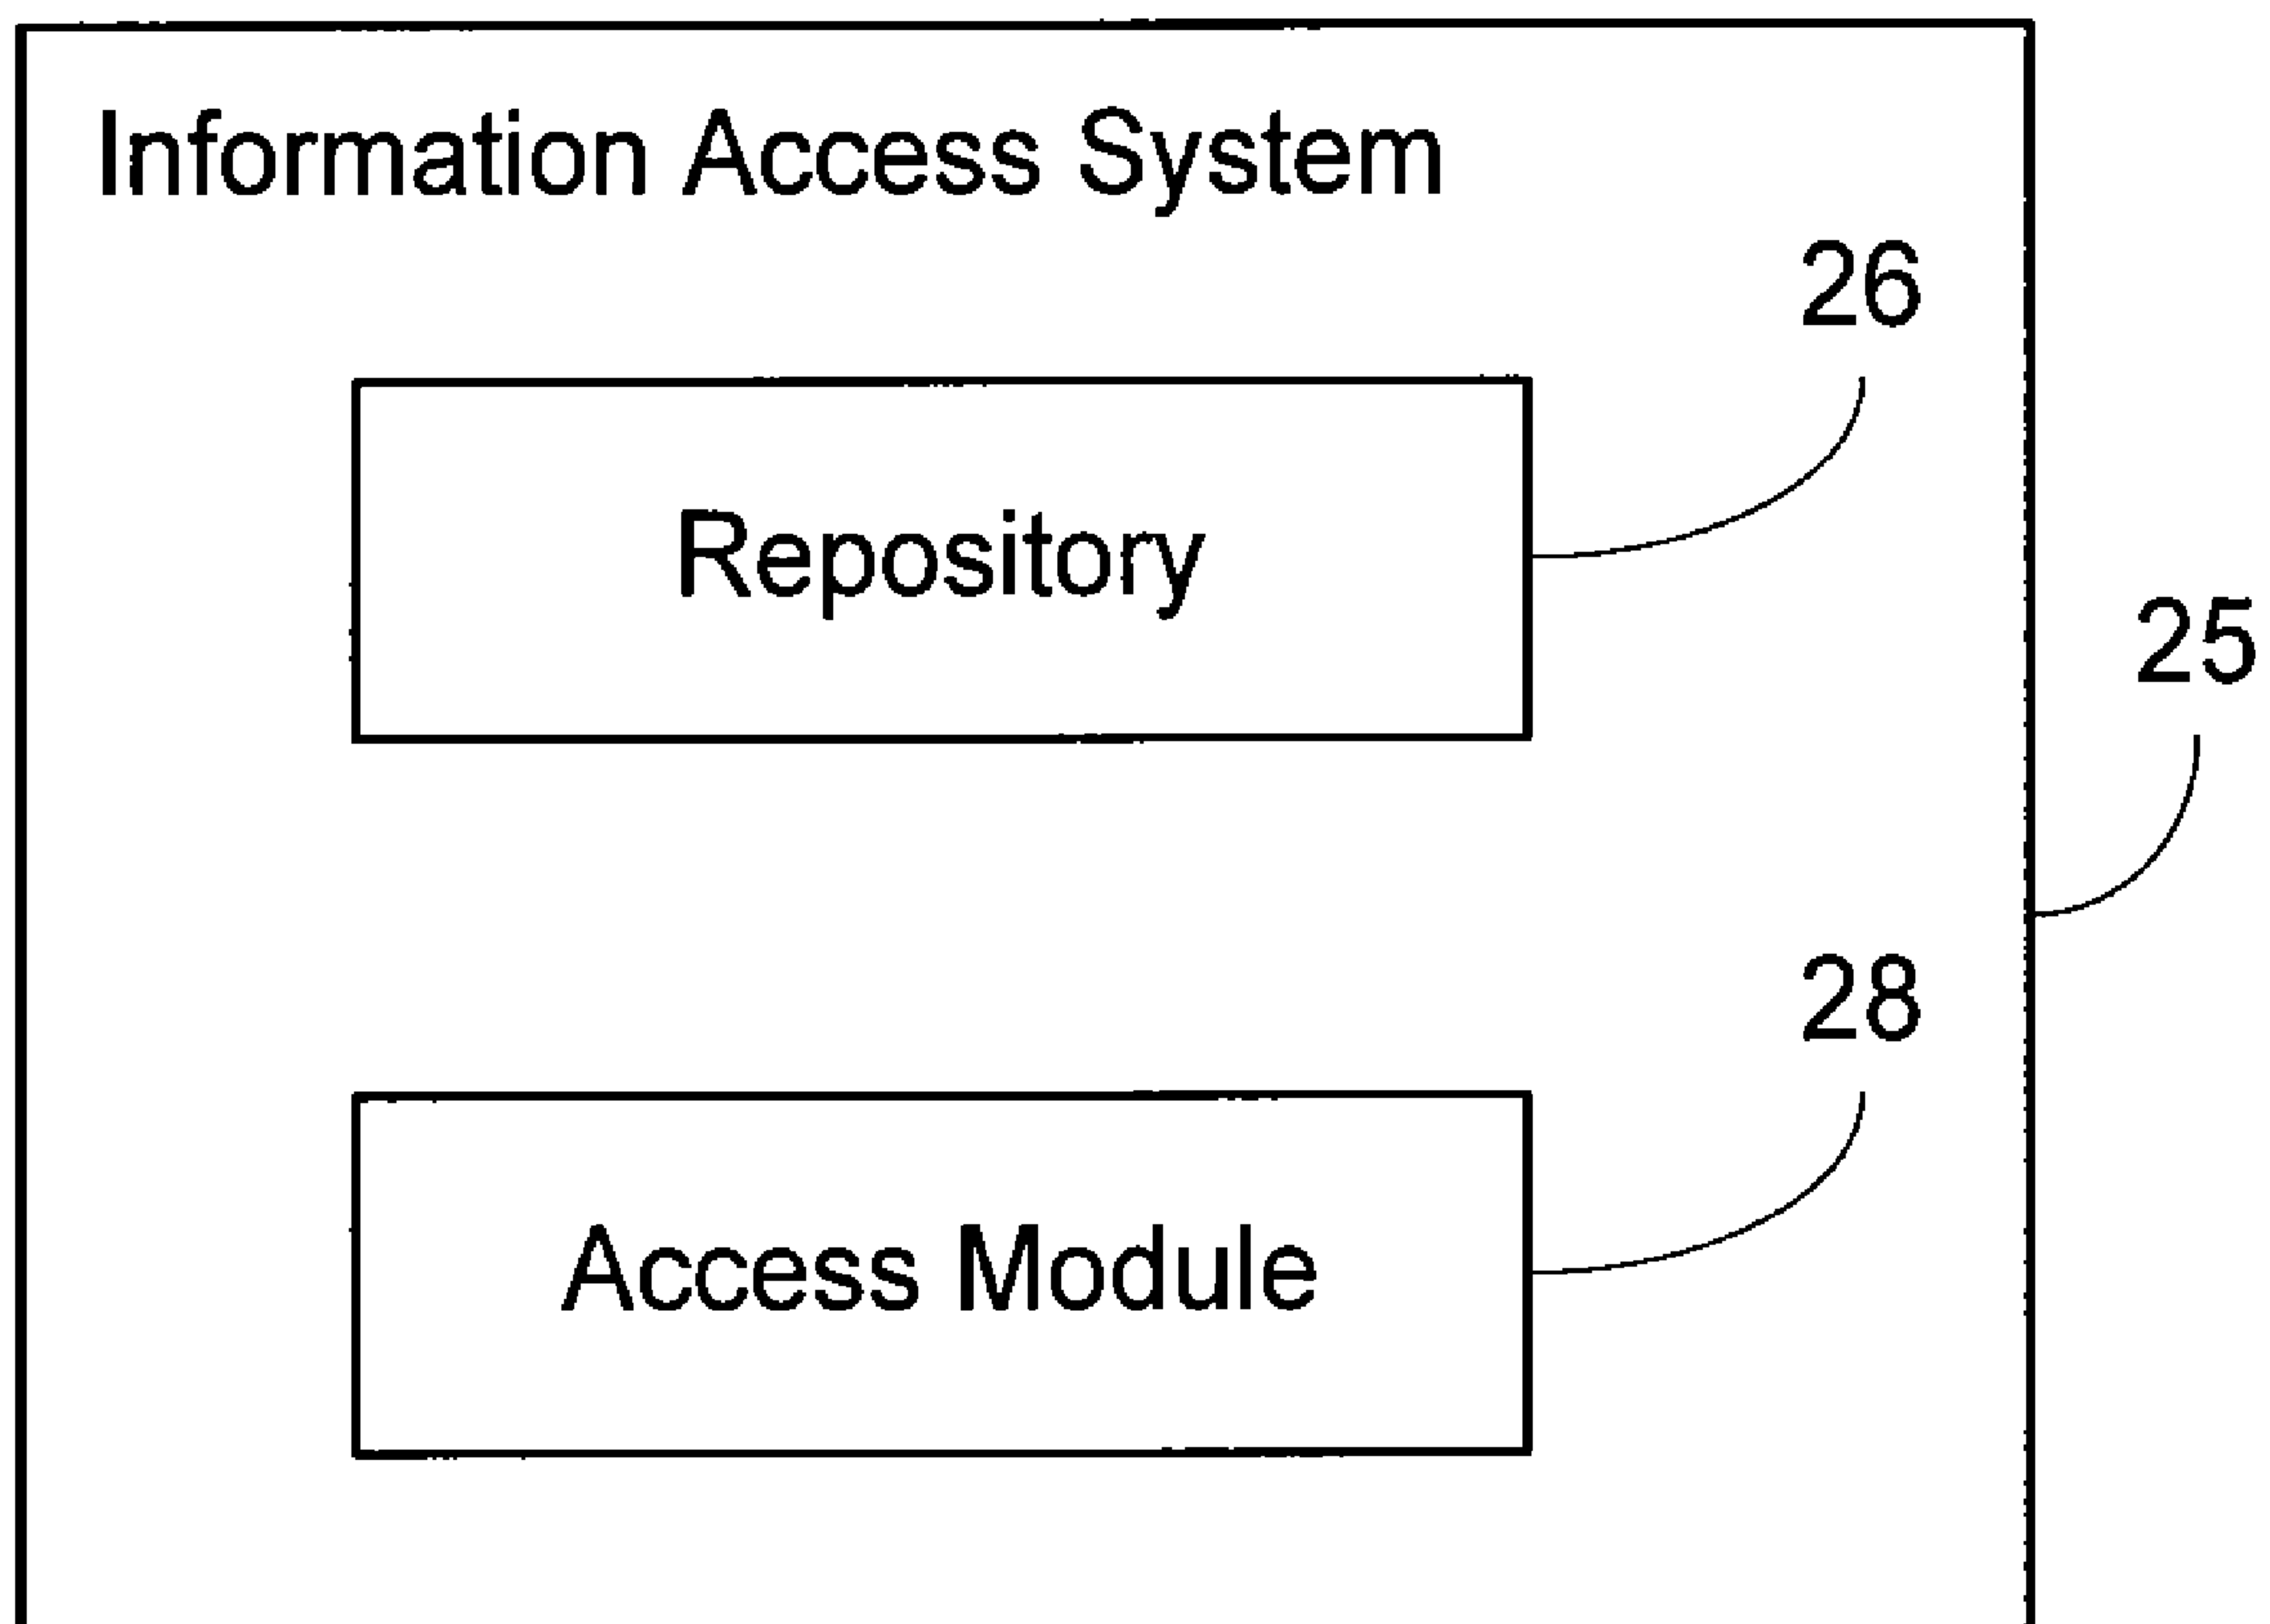 Information Access System
26
Repository
25
28
Access Module